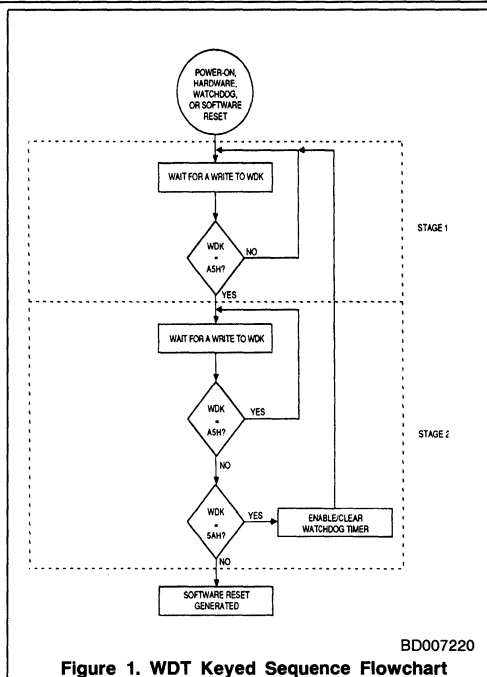 POWER-ON,
HARDWARE,
WATCHDOG,
OR SOFTWARE
RESET
WAIT FOR A WRITE TO WDK
STAGE 1
WDK
=
A5H?
NO
YES
WAIT FOR A WRITE TO WDK
WDK
=
A5H?
YES
STAGE 2
NO
WDK
=
5AH?
YES
ENABLE/CLEAR
WATCHDOG TIMER
NO
SOFTWARE RESET
GENERATED
BD007220
Figure 1. WDT Keyed Sequence Flowchart